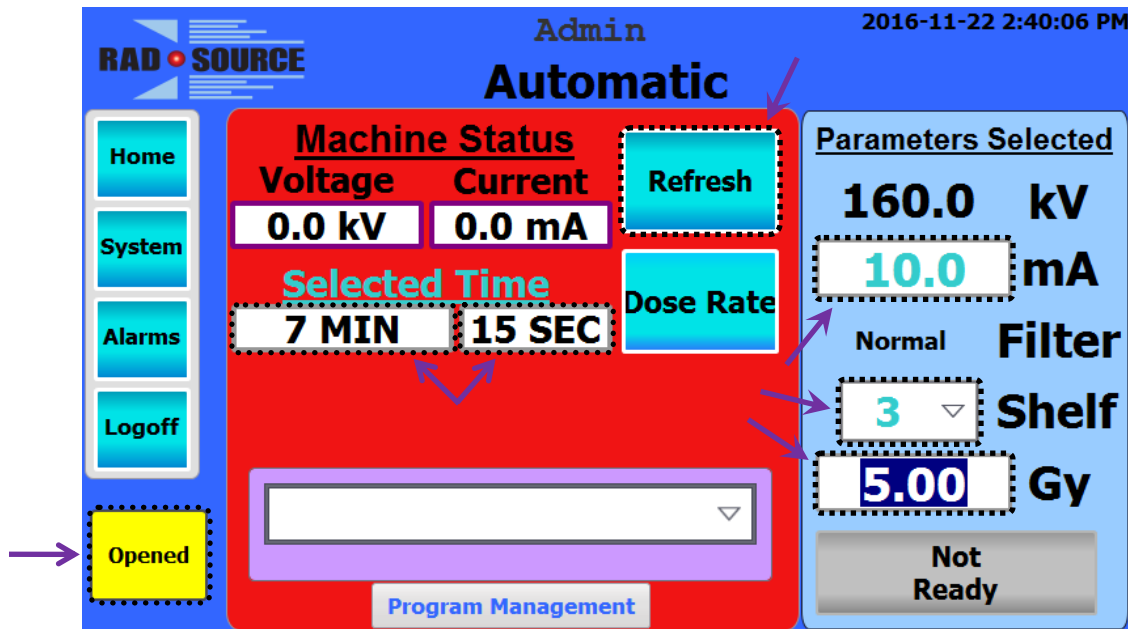 Admin
2016-11-22 2:40:06 PM
RAD SOURCE
Automatic
Home
System
Alarms
Logoff
Opened
Machine Status
Voltage Current
0.0 kV 0.0 mA
Refresh
Selected Time
7 MIN 15 SEC
Dose Rate
Program Management
Parameters Selected
160.0 kV
10.0 mA
Normal Filter
3 Shelf
5.00 Gy
Not
Ready